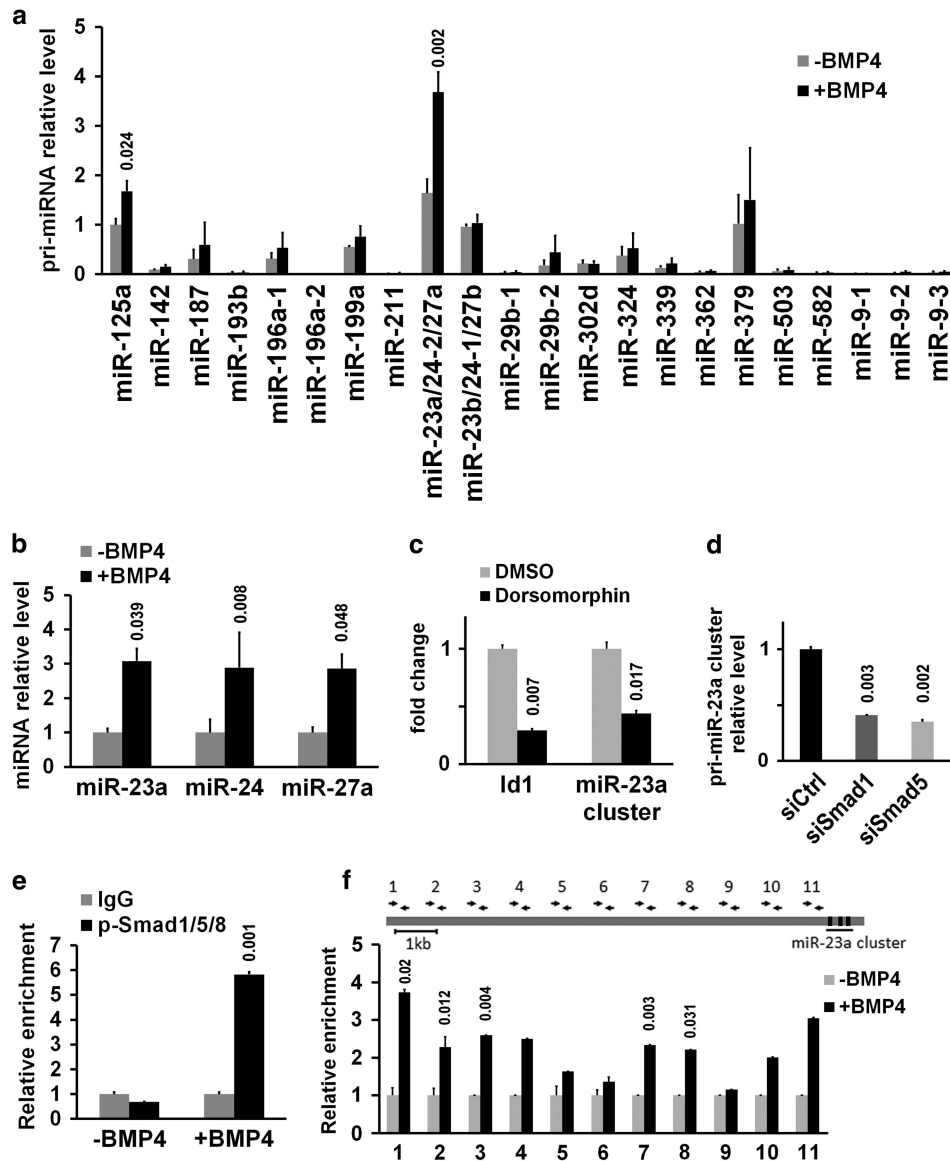 a
pri-miRNA relative level
5
4
3
2
1
0
0.024
0.002
-BMP4
+BMP4
miR-125a
miR-142
miR-187
miR-193b
miR-196a-1
miR-196a-2
miR-199a
miR-211
miR-23a/24-2/27a
miR-23b/24-1/27b
miR-29b-1
miR-29b-2
miR-302d
miR-324
miR-339
miR-362
miR-379
miR-503
miR-582
miR-9-1
miR-9-2
miR-9-3
b
-BMP4
+BMP4
miRNA relative level
5
4
3
2
1
0
0.039
0.008
0.048
miR-23a
miR-24
miR-27a
c
DMSO
Dorsomorphin
fold change
1
0
0.007
0.017
Id1
miR-23a
cluster
d
pri-miR-23a cluster
relative level
1
0
0.003
0.002
siCtrl
siSmad1
siSmad5
e
IgG
p-Smad1/5/8
Relative enrichment
7
6
5
4
3
2
1
0
0.001
-BMP4
+BMP4
f
1 2 3 4 5 6 7 8 9 10 11
1kb
miR-23a cluster
-BMP4
+BMP4
Relative enrichment
5
4
3
2
1
0
0.02
0.012
0.004
0.003
0.031
1 2 3 4 5 6 7 8 9 10 11